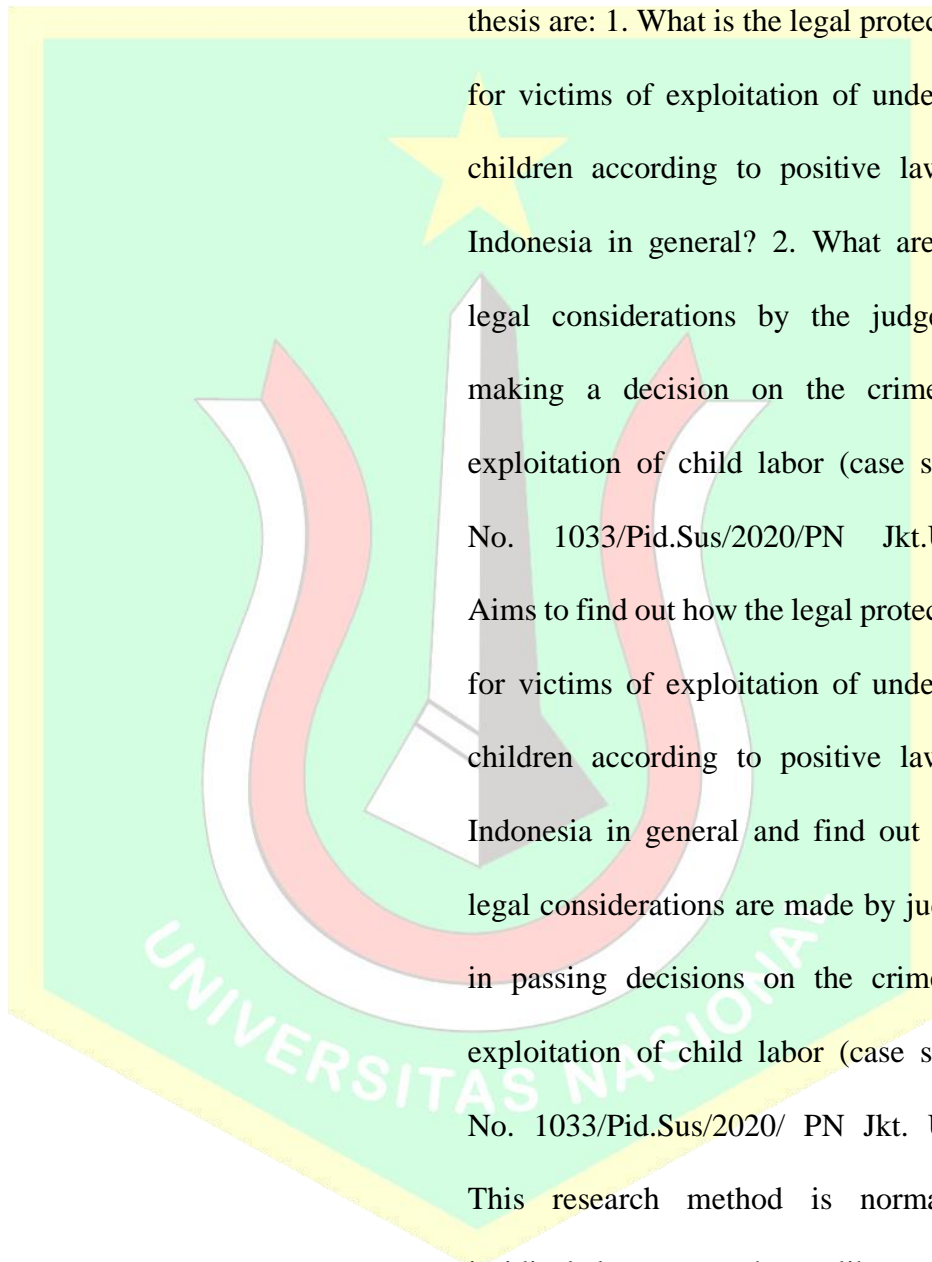 thesis are: 1. What is the legal protec
for victims of exploitation of unde
children according to positive lav
Indonesia in general? 2. What are
legal considerations by the judge
making a decision on the crime
exploitation of child labor (case s
No. 1033/Pid.Sus/2020/PN Jkt.U
Aims to find out how the legal protec
for victims of exploitation of unde
children according to positive lav
Indonesia in general and find out
legal considerations are made by ju
in passing decisions on the crime
exploitation of child labor (case s
No. 1033/Pid.Sus/2020/ PN Jkt. U
This research method is norma
UNIVERSITAS NASIONAL